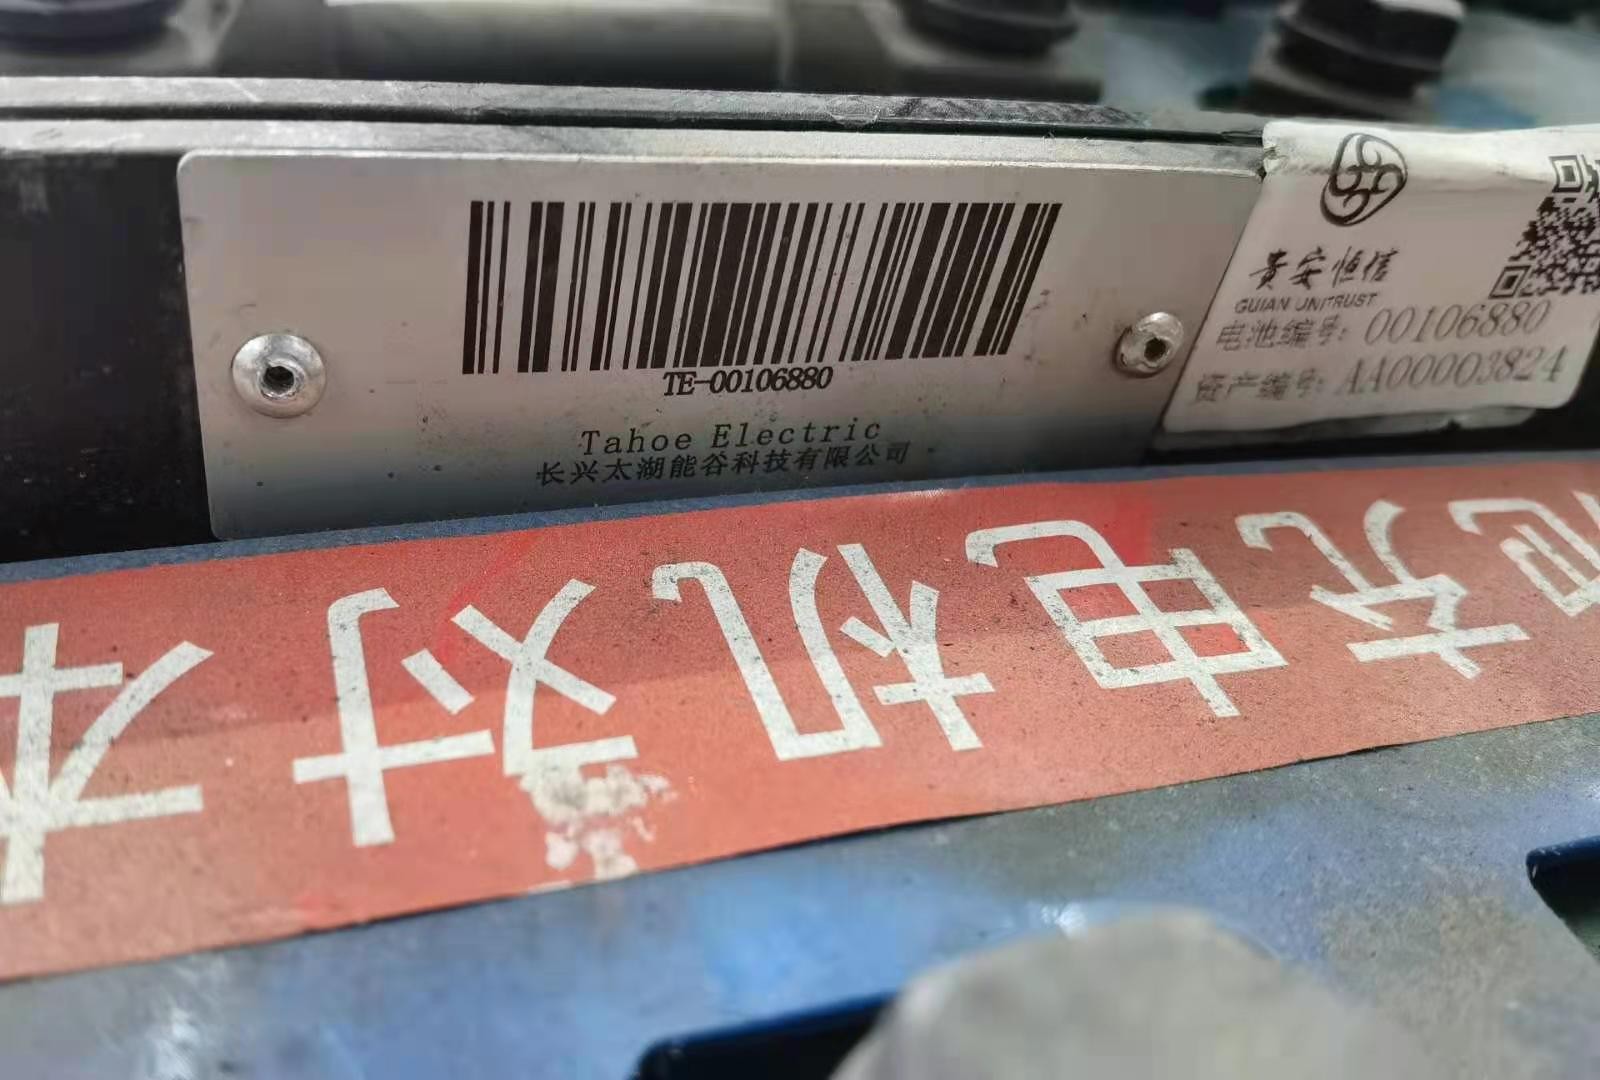 TE-00106880
Tahoe Electric
长兴太湖能谷科技有限公司
贵安恒信
GUIAN UNITRUST
电池编号: 00106880
资产编号: AA00003824
充电机对本